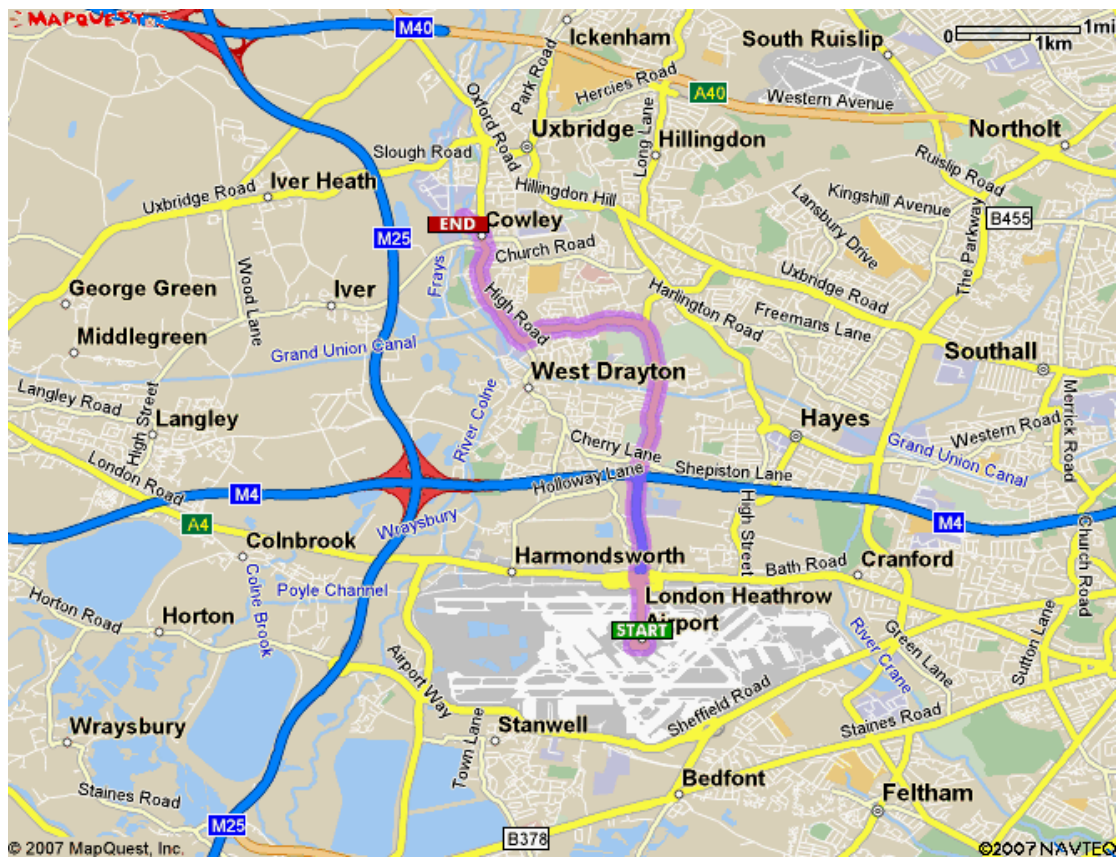 MAPQUEST
M40
Ickenham
South Ruislip
0
1mi
1km
Park Road
Hercies Road
A40
Western Avenue
Oxford Road
Uxbridge
Long Lane
Hillingdon
Northolt
Slough Road
Ruislip Road
Uxbridge Road
Iver Heath
Hillingdon Hill
Kingshill Avenue
Lansbury Drive
The Parkway
B455
END
Cowley
M25
Church Road
Frays
Wood Lane
George Green
Iver
High Road
Harlington Road
Uxbridge Road
Freemans Lane
Middlegreen
Grand Union Canal
Southall
West Drayton
Langley Road
High Street
Langley
River Colne
Hayes
Merrick Road
Western Road
Cherry Lane
Grand Union Canal
London Road
Holloway Lane
Shepiston Lane
M4
A4
Wraysbury
High Street
M4
Church Road
Colnbrook
Harmondsworth
Bath Road
Cranford
Colne Brook
Poyle Channel
London Heathrow
Airport
START
Horton Road
Horton
River Crane
Green Lane
Sutton Lane
Airport Way
Wraysbury
Town Lane
Stanwell
Sheffield Road
Staines Road
Bedfont
Feltham
Staines Road
M25
B378
© 2007 MapQuest, Inc.
©2007 NAVTEQ